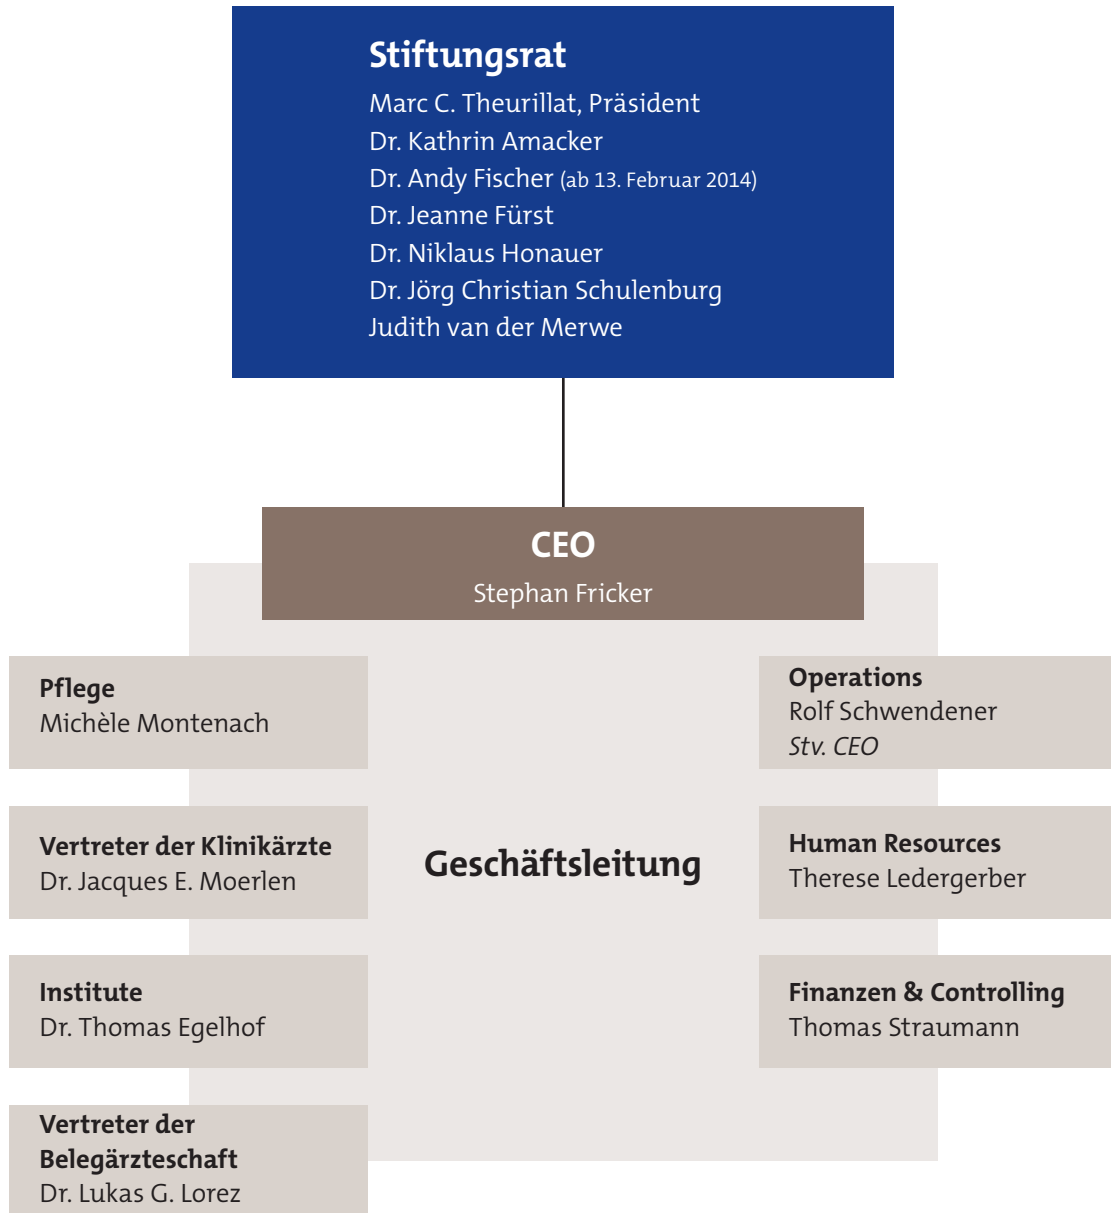 Stiftungsrat
Marc C. Theurillat, Präsident
Dr. Kathrin Amacker
Dr. Andy Fischer (ab 13. Februar 2014)
Dr. Jeanne Fürst
Dr. Niklaus Honauer
Dr. Jörg Christian Schulenburg
Judith van der Merwe
CEO
Stephan Fricker
Pflege
Michèle Montenach
Vertreter der Klinikärzte
Dr. Jacques E. Moerlen
Institute
Dr. Thomas Egelhof
Vertreter der
Belegärzteschaft
Dr. Lukas G. Lorez
Geschäftsleitung
Operations
Rolf Schwendener
Stv. CEO
Human Resources
Therese Ledergerber
Finanzen & Controlling
Thomas Straumann